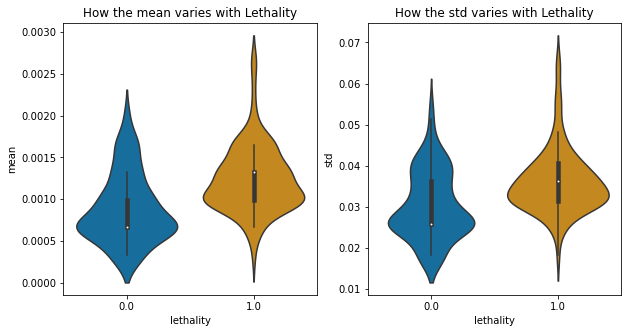 How the mean varies with Lethality
mean
0.0030
0.0025
0.0020
0.0015
0.0010
0.0005
0.0000
0.0 1.0
lethality
How the std varies with Lethality
std
0.07
0.06
0.05
0.04
0.03
0.02
0.01
0.0 1.0
lethality